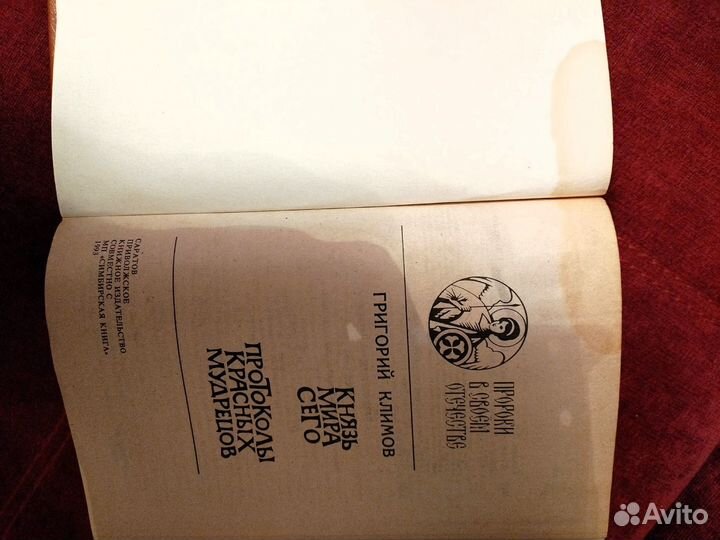 ПРОРОКИ
В СВОЕМ
ОТЕЧЕСТВЕ
ГРИГОРИЙ КЛИМОВ
КНЯЗЬ
МИРА
СЕГО
ПРОТОКОЛЫ
КРАСНЫХ
МУДРЕЦОВ
САРАТОВ
ПРИВОЛЖСКОЕ
КНИЖНОЕ ИЗДАТЕЛЬСТВО
СОВМЕСТНО С
МП «СИМБИРСКАЯ КНИГА»
1993
Avito